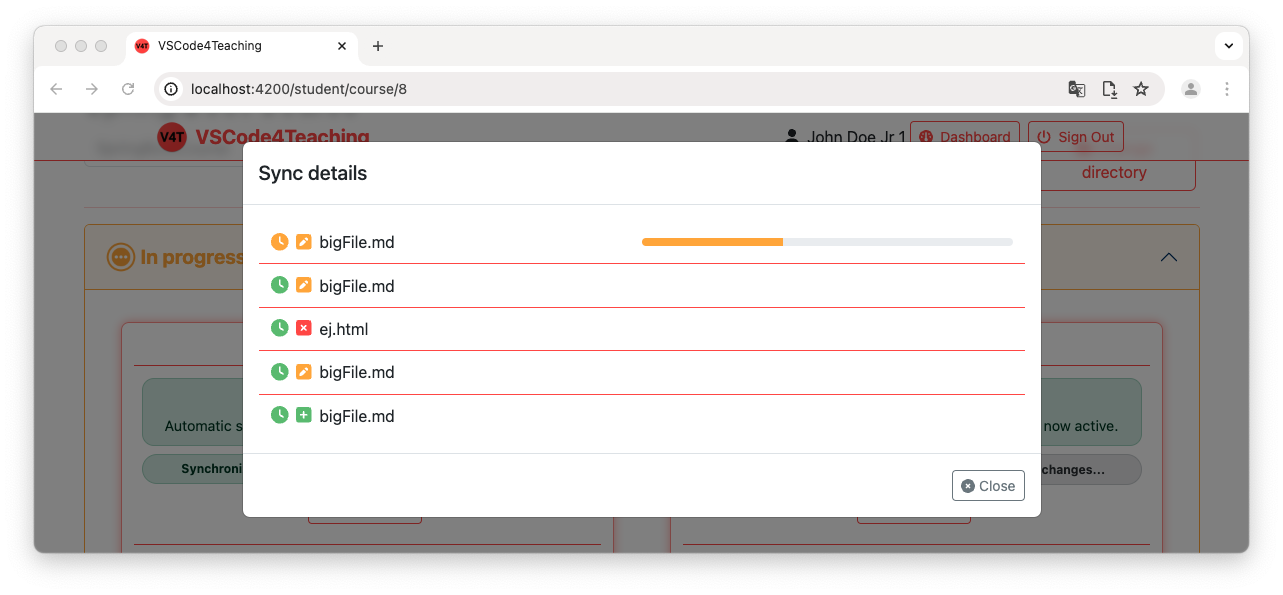 V4T VSCode4Teaching
localhost:4200/student/course/8
V4T VSCode4Teaching
John Doe Jr 1
Dashboard
Sign Out
directory
Sync details
In progress
bigFile.md
bigFile.md
ej.html
bigFile.md
bigFile.md
Automatic s
now active.
Synchroni
changes...
Close